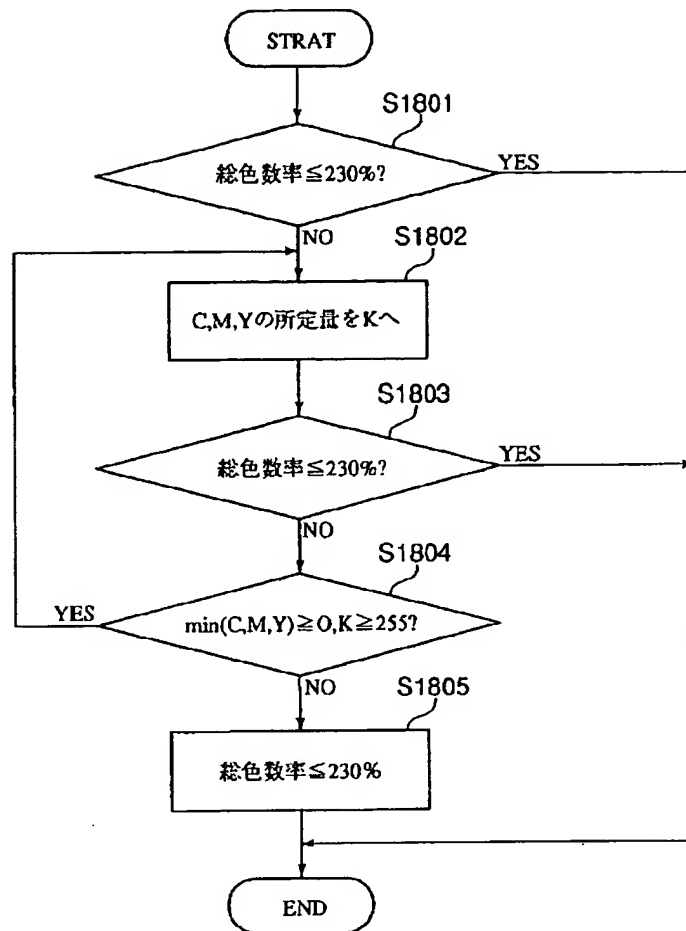 STRAT
S1801
総色数率≦230%?
YES
NO
S1802
C,M,Yの所定量をKへ
S1803
総色数率≦230%?
YES
NO
S1804
YES
min(C,M,Y)≧O,K≧255?
NO
S1805
総色数率≦230%
END